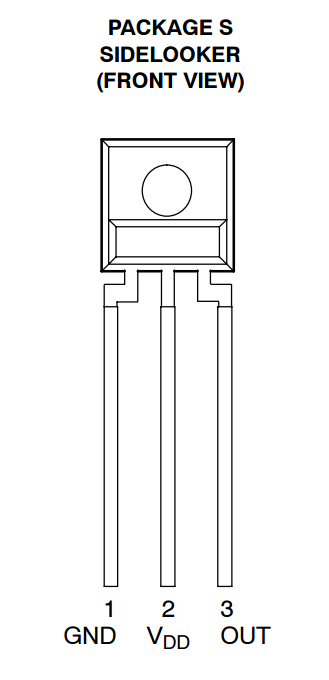 PACKAGE S
SIDELOOKER
(FRONT VIEW)
1 2 3
GND VDD OUT